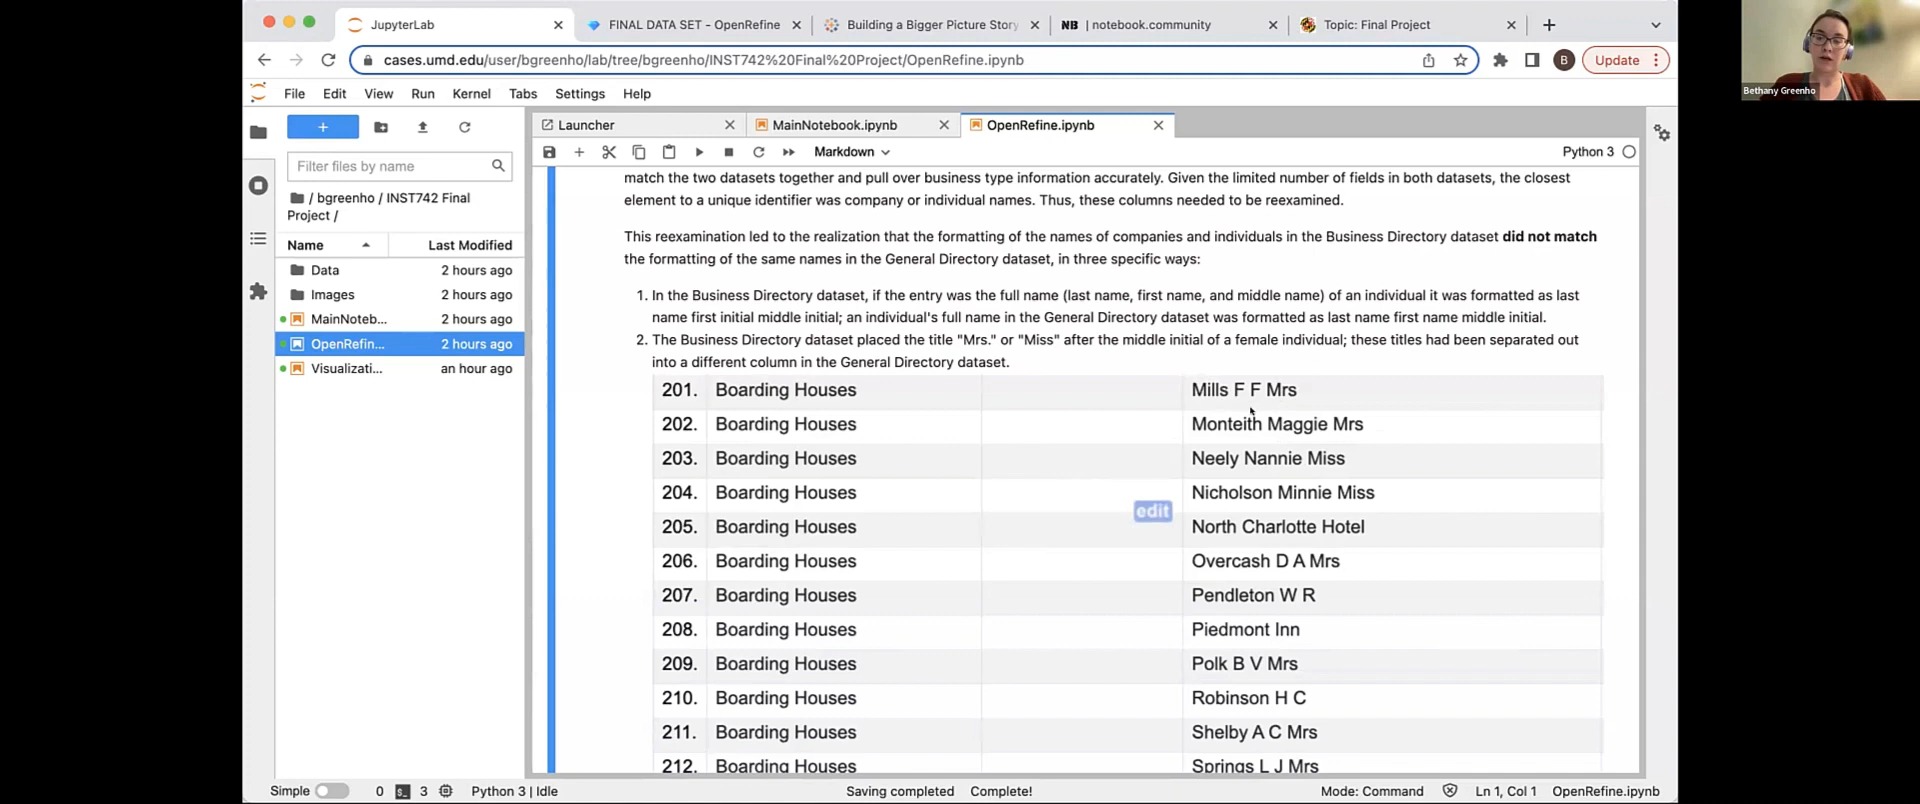 JupyterLab
FINAL DATA SET - OpenRefine
Building a Bigger Picture Story
NB | notebook.community
Topic: Final Project
cases.umd.edu/user/bgreenho/lab/tree/bgreenho/INST742%20Final%20Project/OpenRefine.ipynb
B
Update
Bethany Greenho
File Edit View Run Kernel Tabs Settings Help
Launcher
MainNotebook.ipynb
OpenRefine.ipynb
Markdown
Python 3
Filter files by name
/ bgreenho / INST742 Final
Project /
Name Last Modified
Data 2 hours ago
Images 2 hours ago
MainNoteb... 2 hours ago
OpenRefin... 2 hours ago
Visualizati... an hour ago
match the two datasets together and pull over business type information accurately. Given the limited number of fields in both datasets, the closest
element to a unique identifier was company or individual names. Thus, these columns needed to be reexamined.
This reexamination led to the realization that the formatting of the names of companies and individuals in the Business Directory dataset did not match
the formatting of the same names in the General Directory dataset, in three specific ways:
1. In the Business Directory dataset, if the entry was the full name (last name, first name, and middle name) of an individual it was formatted as last
name first initial middle initial; an individual's full name in the General Directory dataset was formatted as last name first name middle initial.
2. The Business Directory dataset placed the title "Mrs." or "Miss" after the middle initial of a female individual; these titles had been separated out
into a different column in the General Directory dataset.
201. Boarding Houses Mills F F Mrs
202. Boarding Houses Monteith Maggie Mrs
203. Boarding Houses Neely Nannie Miss
204. Boarding Houses Nicholson Minnie Miss
edit
205. Boarding Houses North Charlotte Hotel
206. Boarding Houses Overcash D A Mrs
207. Boarding Houses Pendleton W R
208. Boarding Houses Piedmont Inn
209. Boarding Houses Polk B V Mrs
210. Boarding Houses Robinson H C
211. Boarding Houses Shelby A C Mrs
212. Boarding Houses Springs L J Mrs
Simple 0 3 Python 3 | Idle Saving completed Complete! Mode: Command Ln 1, Col 1 OpenRefine.ipynb